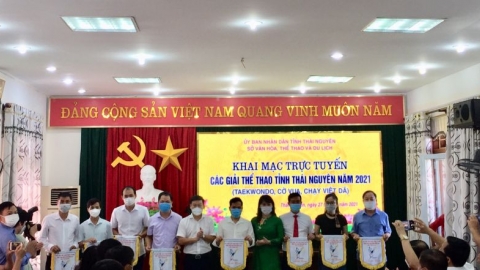 ĐẢNG CỘNG SẢN VIỆT NAM QUANG VINH MUÔN NĂM
ỦY BAN NHÂN DÂN TỈNH THÁI NGUYÊN
SỞ VĂN HÓA, THỂ THAO VÀ DU LỊCH
KHAI MẠC TRỰC TUYẾN
CÁC GIẢI THỂ THAO TỈNH THÁI NGUYÊN NĂM 2021
(TAEKWONDO, CỜ VUA, CHẠY VIỆT DÃ)